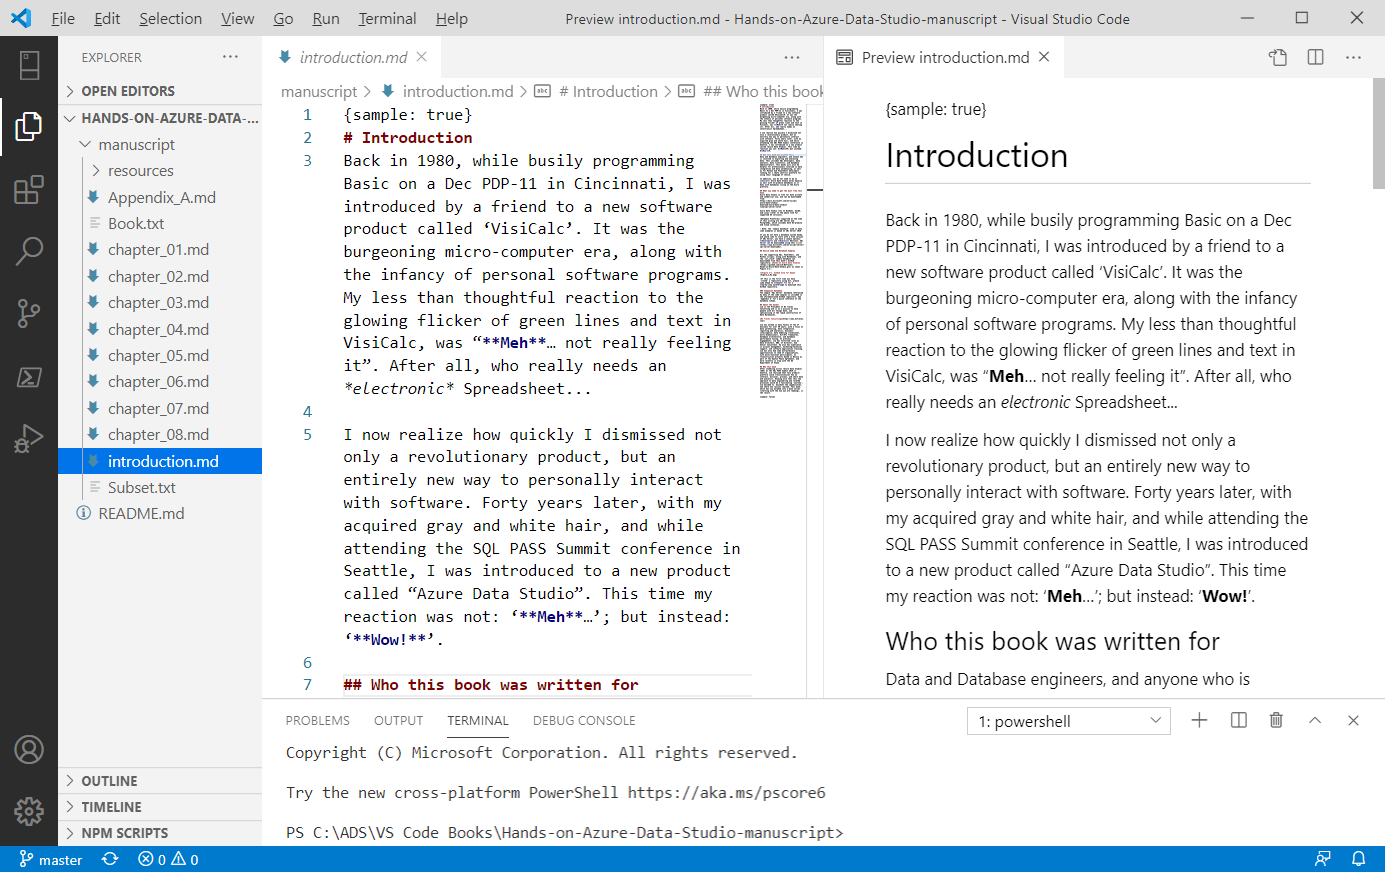 File Edit Selection View Go Run Terminal Help
Preview introduction.md - Hands-on-Azure-Data-Studio-manuscript - Visual Studio Code
EXPLORER
OPEN EDITORS
HANDS-ON-AZURE-DATA-...
manuscript
resources
Appendix_A.md
Book.txt
chapter_01.md
chapter_02.md
chapter_03.md
chapter_04.md
chapter_05.md
chapter_06.md
chapter_07.md
chapter_08.md
introduction.md
Subset.txt
README.md
OUTLINE
TIMELINE
NPM SCRIPTS
introduction.md
manuscript > introduction.md > # Introduction > ## Who this book
1 {sample: true}
2 # Introduction
3 Back in 1980, while busily programming
Basic on a Dec PDP-11 in Cincinnati, I was
introduced by a friend to a new software
product called ‘VisiCalc’. It was the
burgeoning micro-computer era, along with
the infancy of personal software programs.
My less than thoughtful reaction to the
glowing flicker of green lines and text in
VisiCalc, was “**Meh**… not really feeling
it”. After all, who really needs an
*electronic* Spreadsheet...
4
5 I now realize how quickly I dismissed not
only a revolutionary product, but an
entirely new way to personally interact
with software. Forty years later, with my
acquired gray and white hair, and while
attending the SQL PASS Summit conference in
Seattle, I was introduced to a new product
called “Azure Data Studio”. This time my
reaction was not: ‘**Meh**…’; but instead:
‘**Wow!**’.
6
7 ## Who this book was written for
Preview introduction.md
{sample: true}
Introduction
Back in 1980, while busily programming Basic on a Dec
PDP-11 in Cincinnati, I was introduced by a friend to a
new software product called ‘VisiCalc’. It was the
burgeoning micro-computer era, along with the infancy
of personal software programs. My less than thoughtful
reaction to the glowing flicker of green lines and text in
VisiCalc, was “Meh… not really feeling it”. After all, who
really needs an electronic Spreadsheet...
I now realize how quickly I dismissed not only a
revolutionary product, but an entirely new way to
personally interact with software. Forty years later, with
my acquired gray and white hair, and while attending the
SQL PASS Summit conference in Seattle, I was introduced
to a new product called “Azure Data Studio”. This time
my reaction was not: ‘Meh…’; but instead: ‘Wow!’.
Who this book was written for
Data and Database engineers, and anyone who is
PROBLEMS OUTPUT TERMINAL DEBUG CONSOLE
1: powershell
Copyright (C) Microsoft Corporation. All rights reserved.
Try the new cross-platform PowerShell https://aka.ms/pscore6
PS C:\ADS\VS Code Books\Hands-on-Azure-Data-Studio-manuscript>
master 0 0